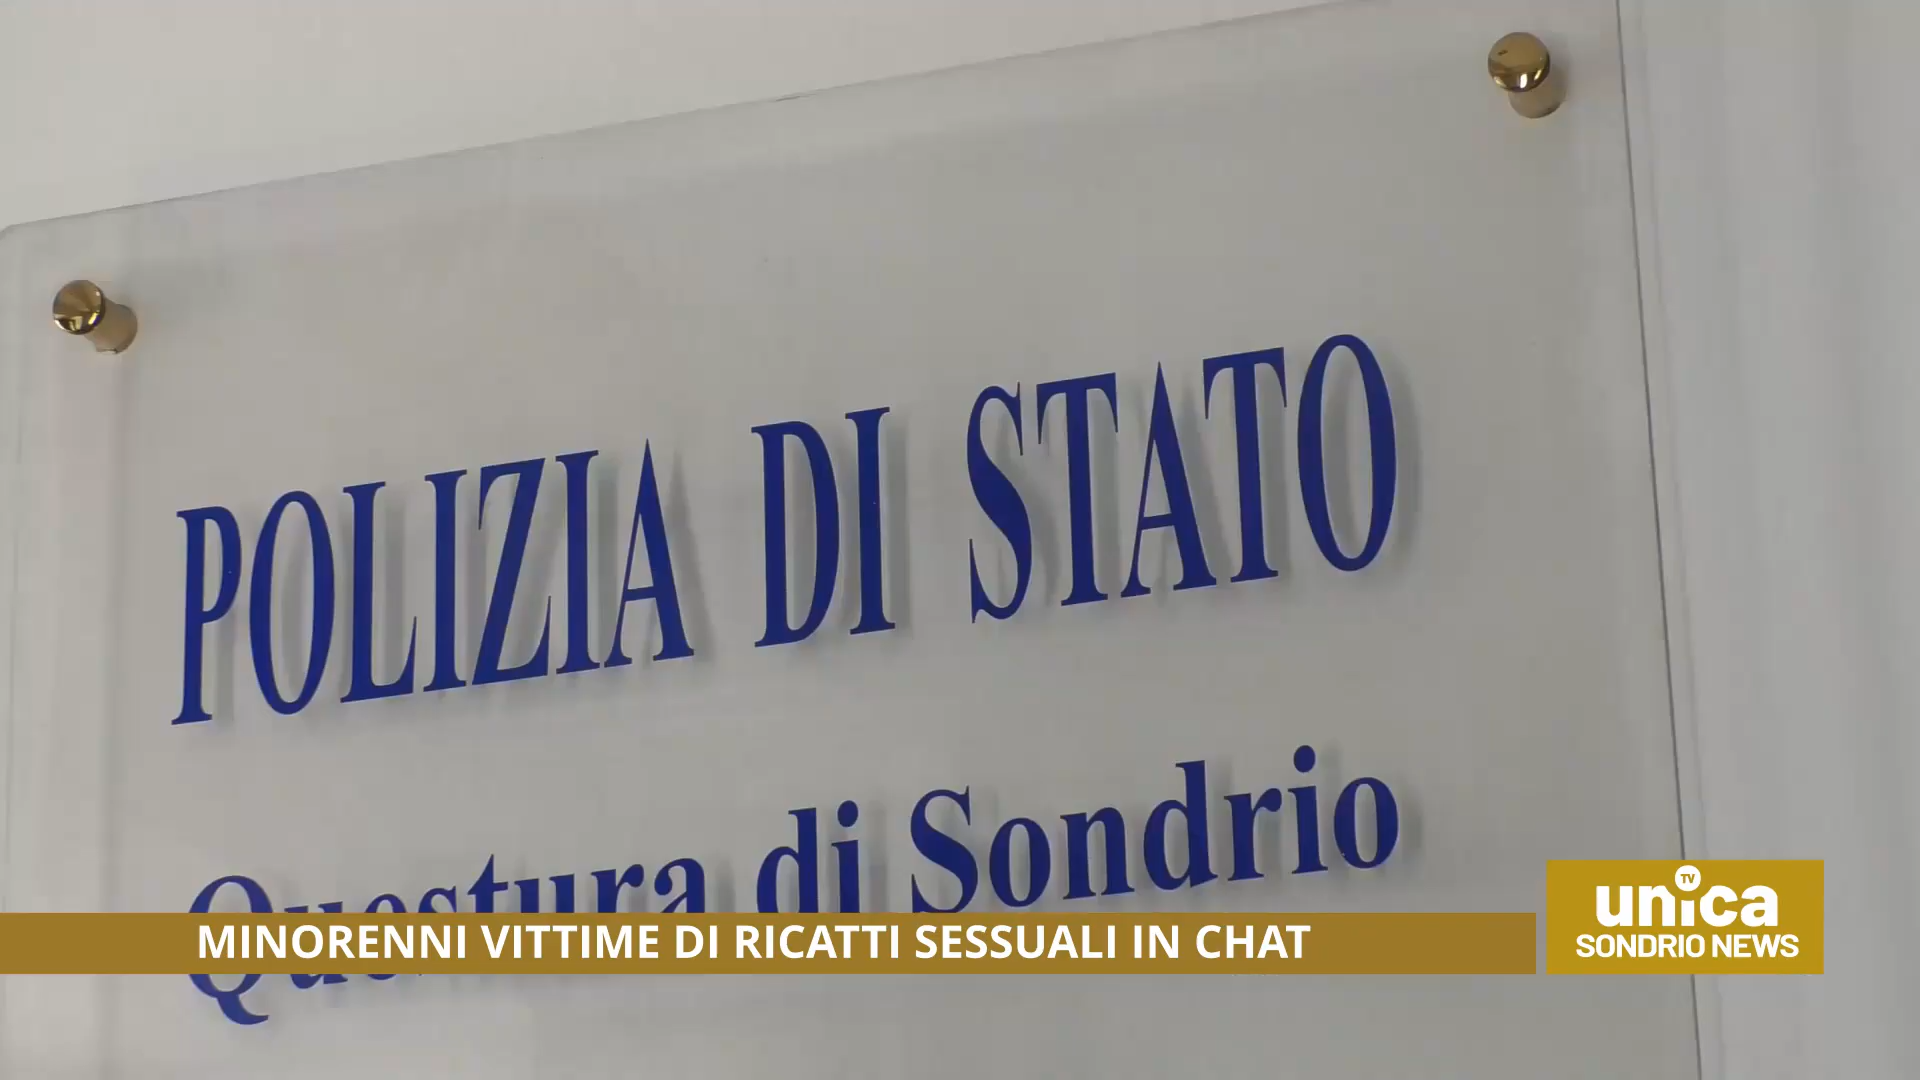 POLIZIA DI STATO
Questura di Sondrio
MINORENNI VITTIME DI RICATTI SESSUALI IN CHAT
TV
unica
SONDRIO NEWS